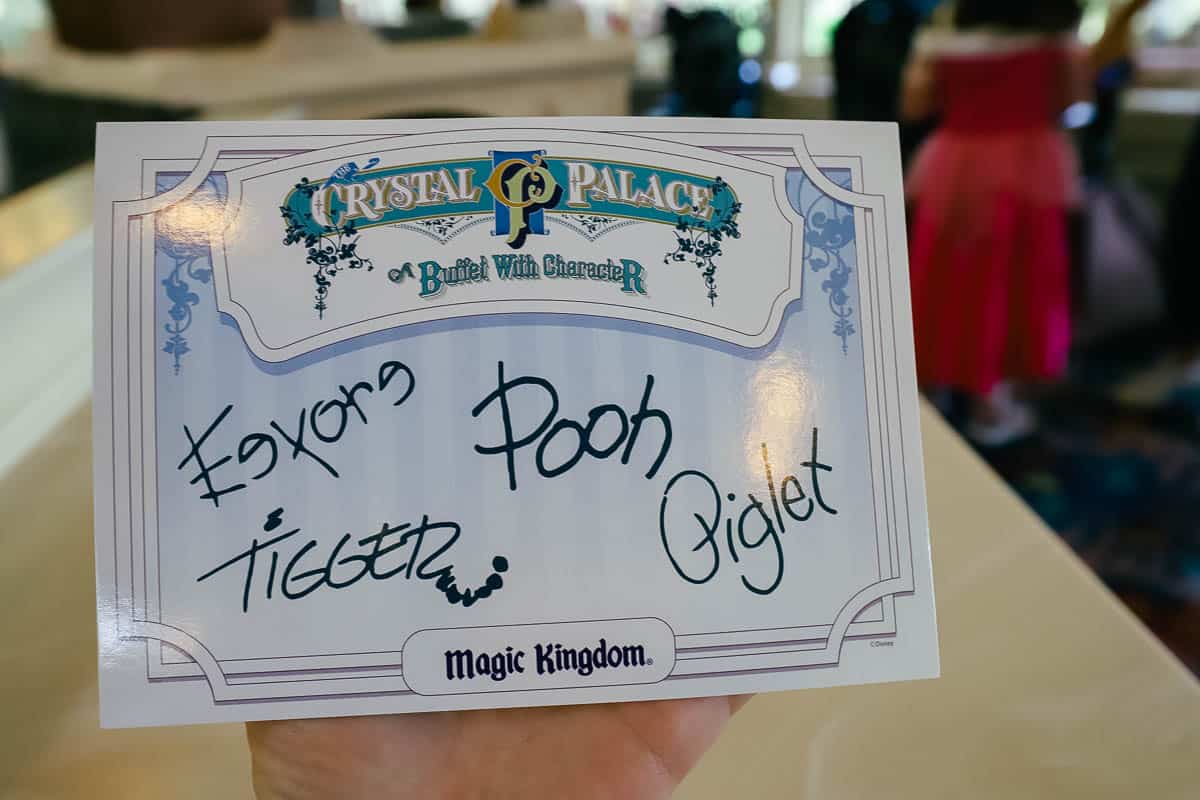 THE CRYSTAL CP PALACE
A Buffet With Character
Eeyore
Pooh
TIGGER
Piglet
Magic Kingdom®
©Disney